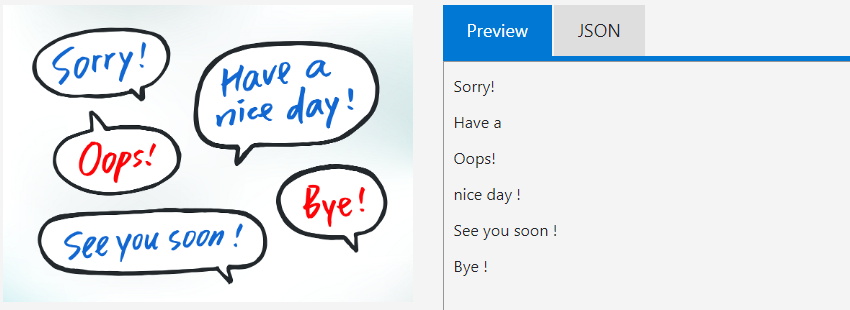 Sorry!
Have a
nice day!
Oops!
Bye!
See you soon!
Preview
JSON
Sorry!
Have a
Oops!
nice day !
See you soon !
Bye !